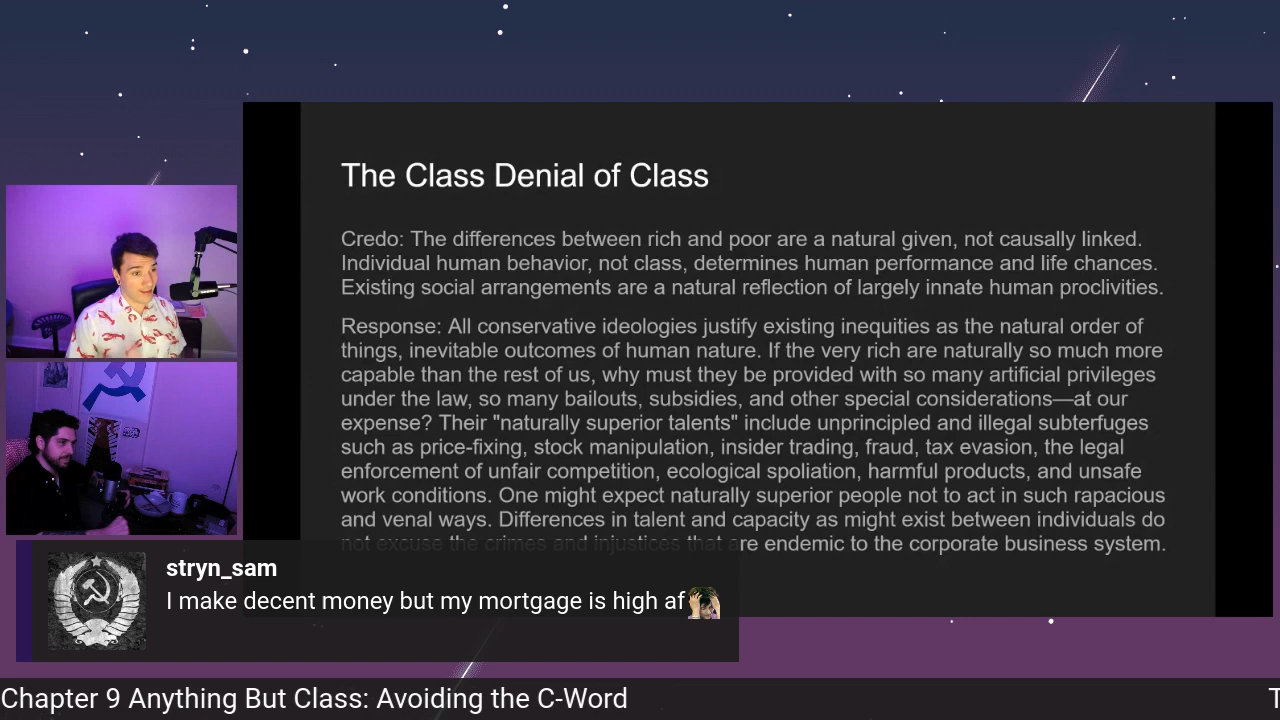 The Class Denial of Class
Credo: The differences between rich and poor are a natural given, not causally linked.
Individual human behavior, not class, determines human performance and life chances.
Existing social arrangements are a natural reflection of largely innate human proclivities.
Response: All conservative ideologies justify existing inequities as the natural order of
things, inevitable outcomes of human nature. If the very rich are naturally so much more
capable than the rest of us, why must they be provided with so many artificial privileges
under the law, so many bailouts, subsidies, and other special considerations—at our
expense? Their "naturally superior talents" include unprincipled and illegal subterfuges
such as price-fixing, stock manipulation, insider trading, fraud, tax evasion, the legal
enforcement of unfair competition, ecological spoliation, harmful products, and unsafe
work conditions. One might expect naturally superior people not to act in such rapacious
and venal ways. Differences in talent and capacity as might exist between individuals do
not excuse the crimes and injustices that are endemic to the corporate business system.
stryn_sam
I make decent money but my mortgage is high af
Chapter 9 Anything But Class: Avoiding the C-Word
T